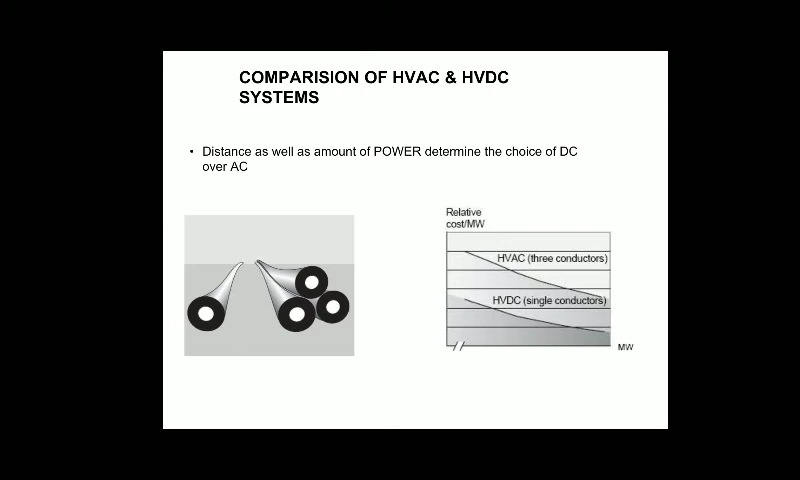 COMPARISION OF HVAC & HVDC
SYSTEMS
• Distance as well as amount of POWER determine the choice of DC
over AC
Relative
cost/MW
HVAC (three conductors)
HVDC (single conductors)
MW